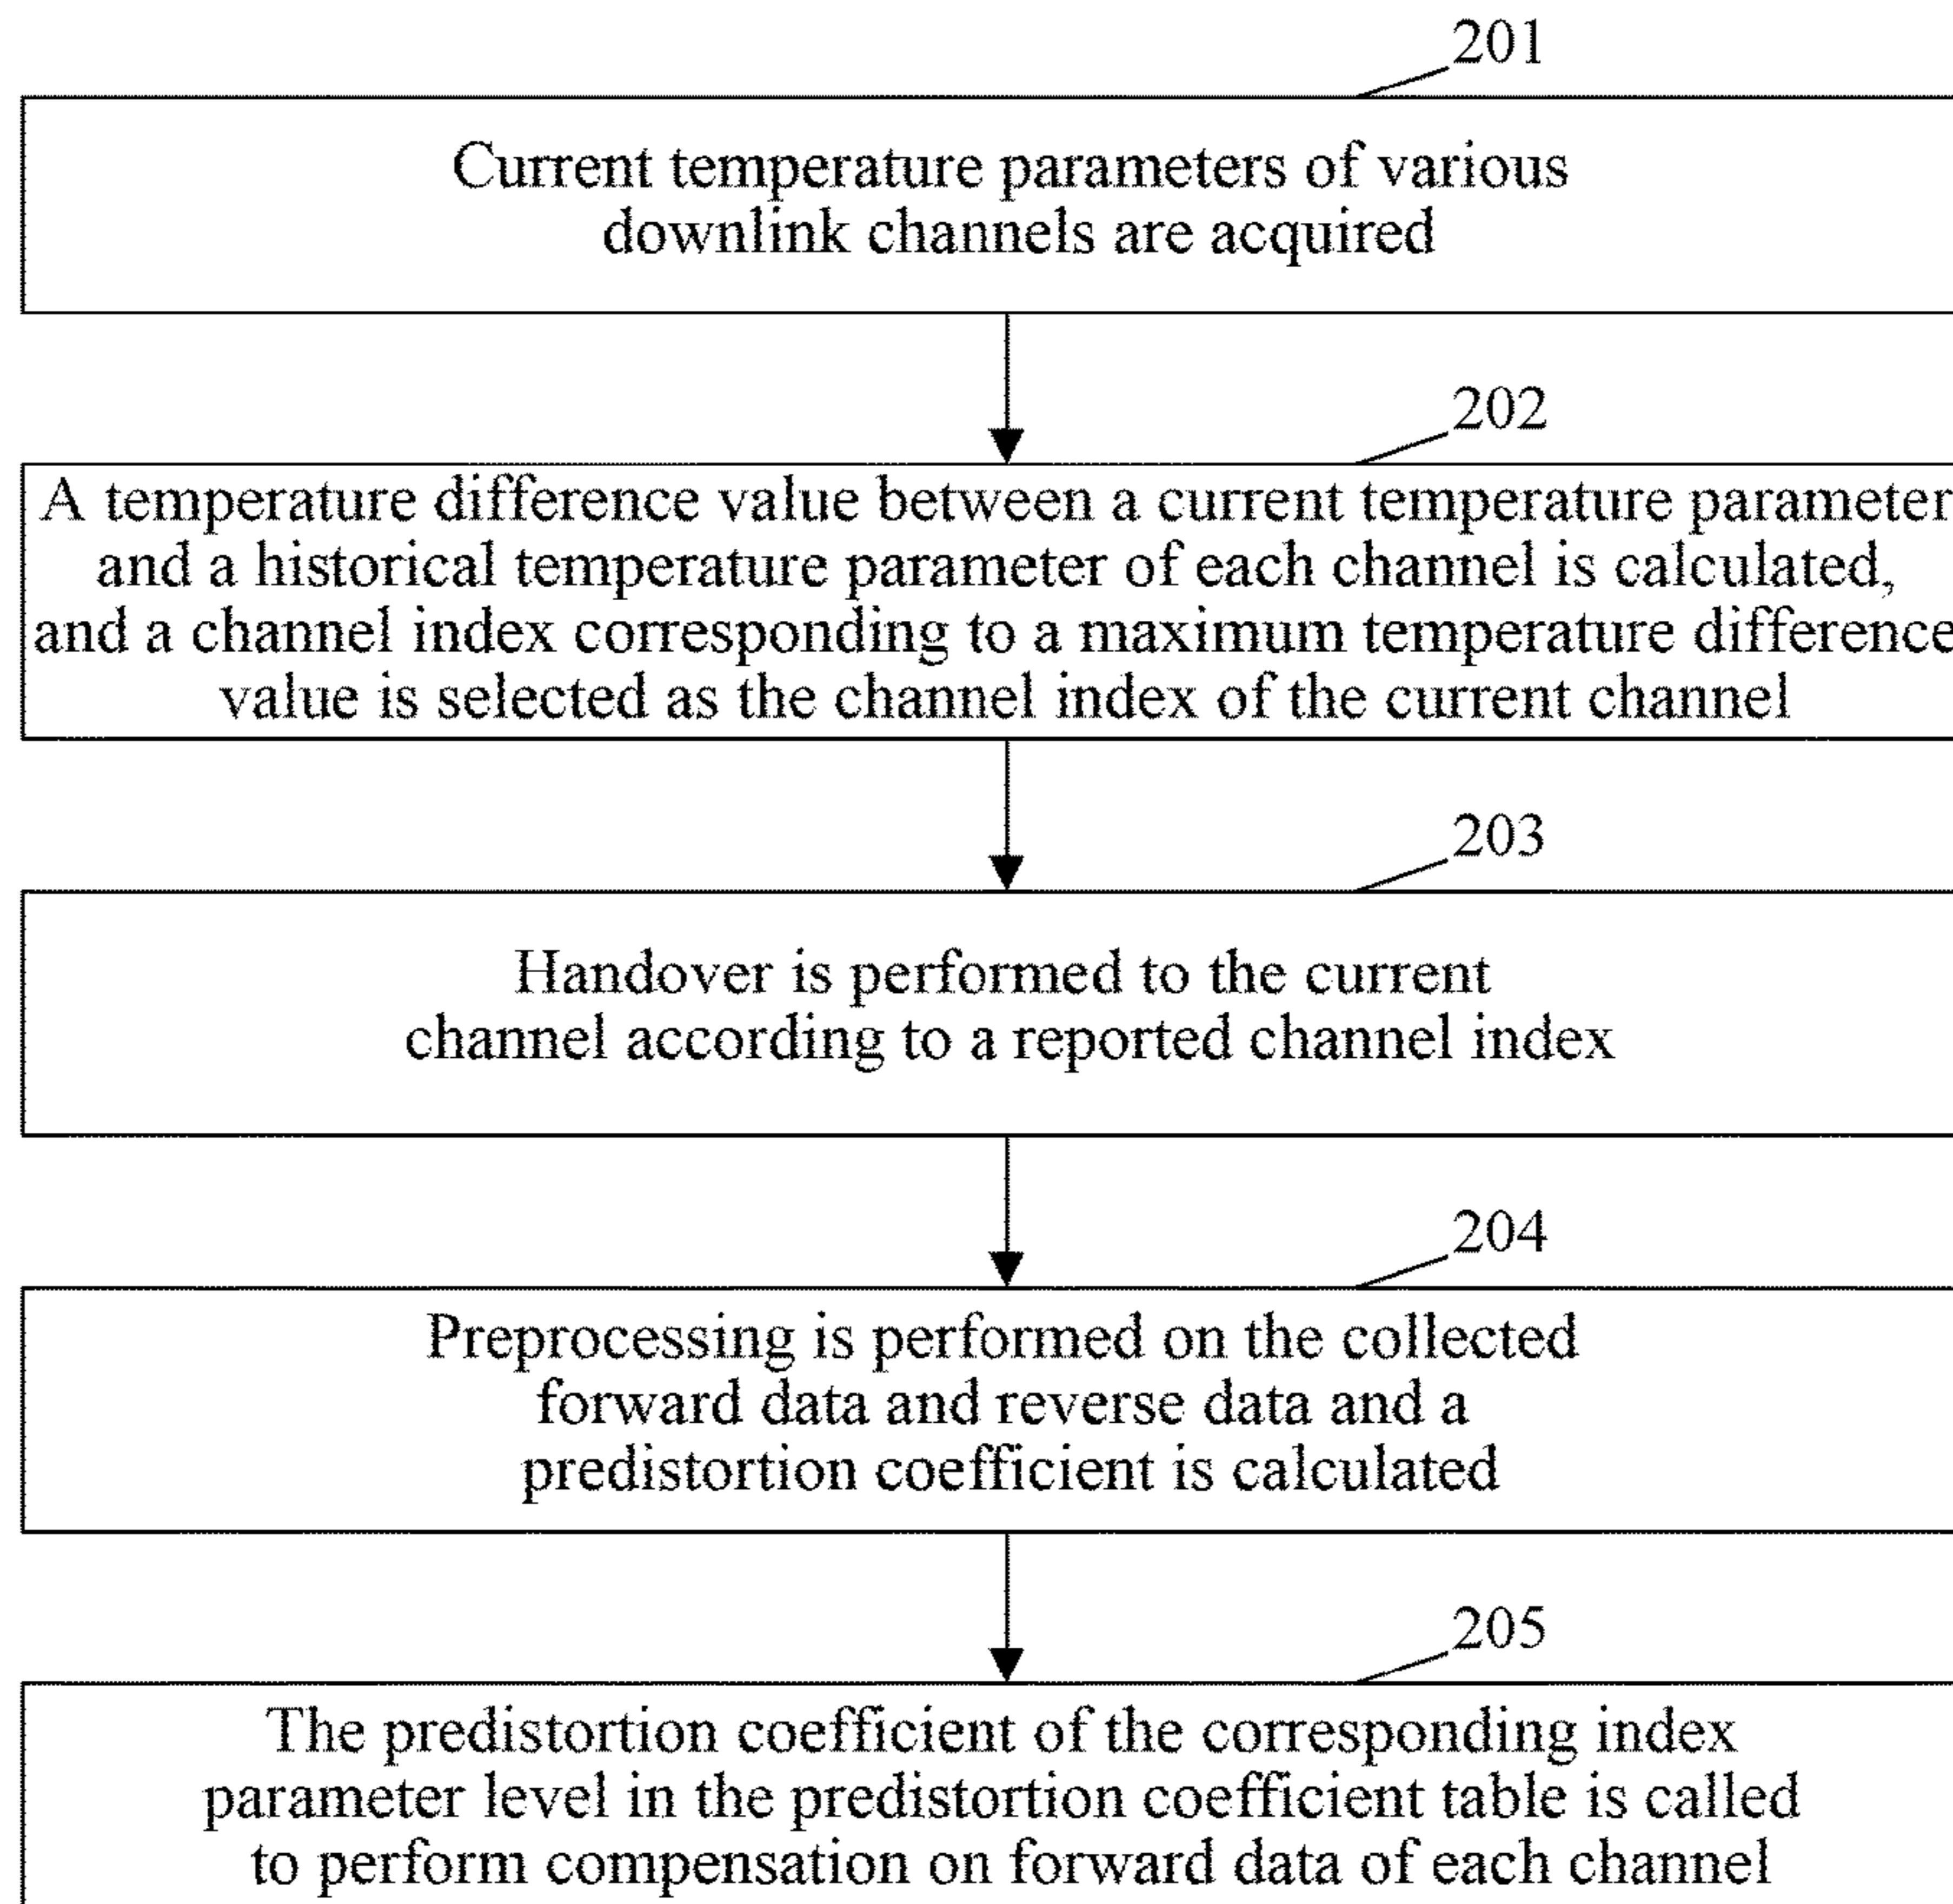 201
Current temperature parameters of various
downlink channels are acquired
202
A temperature difference value between a current temperature parameter
and a historical temperature parameter of each channel is calculated,
and a channel index corresponding to a maximum temperature difference
value is selected as the channel index of the current channel
203
Handover is performed to the current
channel according to a reported channel index
204
Preprocessing is performed on the collected
forward data and reverse data and a
predistortion coefficient is calculated
205
The predistortion coefficient of the corresponding index
parameter level in the predistortion coefficient table is called
to perform compensation on forward data of each channel